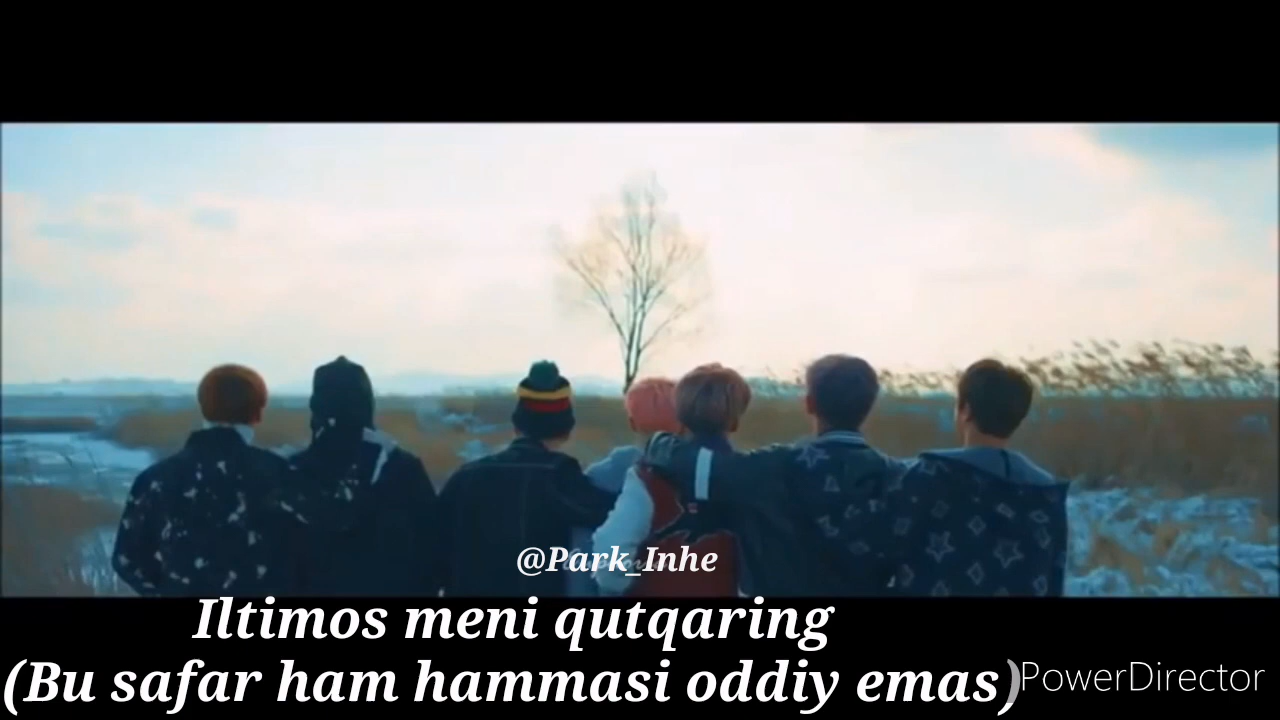 @Park_Inhe
Iltimos meni qutqaring
(Bu safar ham hammasi oddiy emas)
PowerDirector